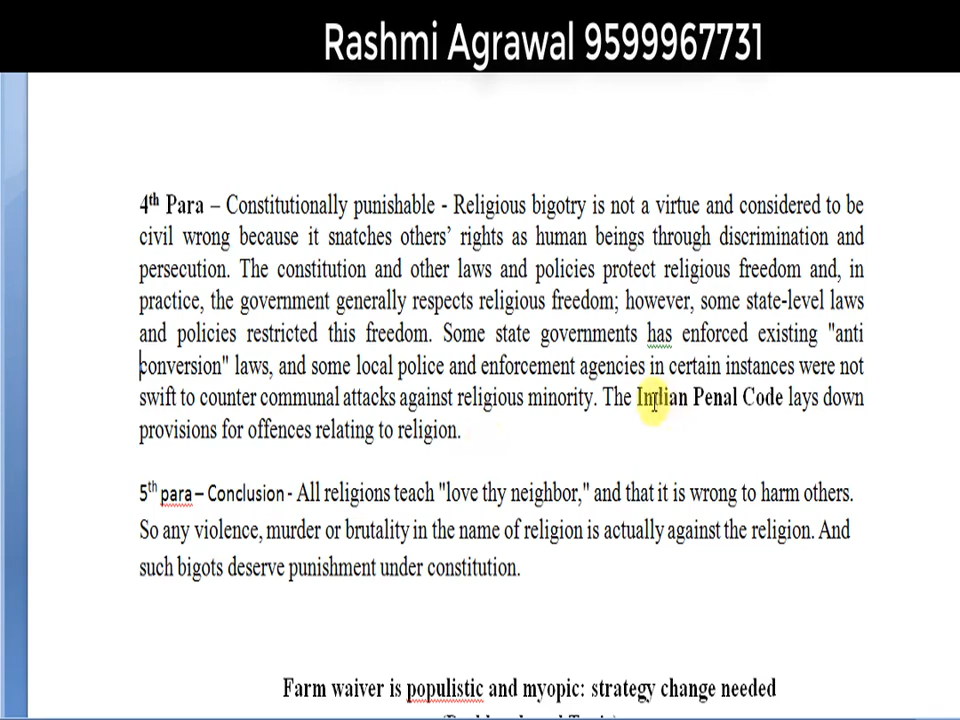 Rashmi Agrawal 9599967731
4th Para – Constitutionally punishable - Religious bigotry is not a virtue and considered to be
civil wrong because it snatches others' rights as human beings through discrimination and
persecution. The constitution and other laws and policies protect religious freedom and, in
practice, the government generally respects religious freedom; however, some state-level laws
and policies restricted this freedom. Some state governments has enforced existing "anti
conversion" laws, and some local police and enforcement agencies in certain instances were not
swift to counter communal attacks against religious minority. The Indian Penal Code lays down
provisions for offences relating to religion.
5th para – Conclusion - All religions teach "love thy neighbor," and that it is wrong to harm others.
So any violence, murder or brutality in the name of religion is actually against the religion. And
such bigots deserve punishment under constitution.
Farm waiver is populistic and myopic: strategy change needed